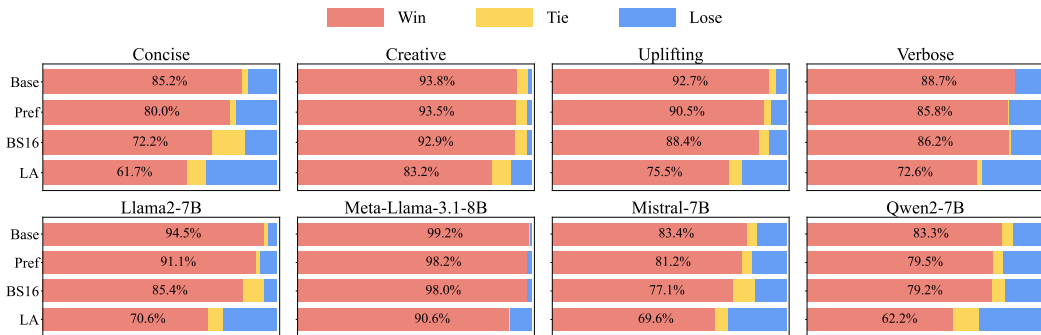 Win Tie Lose
Concise Creative Uplifting Verbose
Base 85.2% 93.8% 92.7% 88.7%
Pref 80.0% 93.5% 90.5% 85.8%
BS16 72.2% 92.9% 88.4% 86.2%
LA 61.7% 83.2% 75.5% 72.6%
Llama2-7B Meta-Llama-3.1-8B Mistral-7B Qwen2-7B
Base 94.5% 99.2% 83.4% 83.3%
Pref 91.1% 98.2% 81.2% 79.5%
BS16 85.4% 98.0% 77.1% 79.2%
LA 70.6% 90.6% 69.6% 62.2%